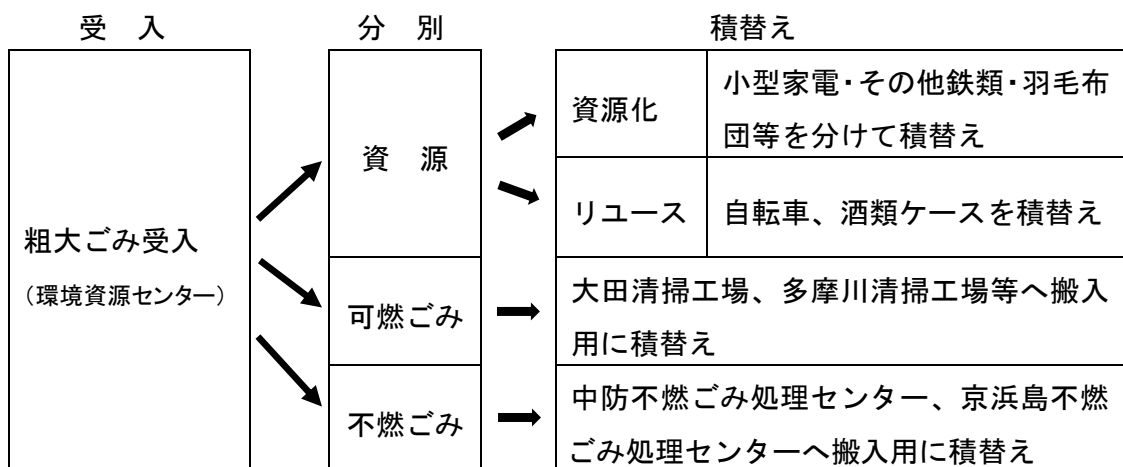 受　入
分　別
積替え
粗大ごみ受入
（環境資源センター）
資　源
資源化
小型家電・その他鉄類・羽毛布
団等を分けて積替え
リユース
自転車、酒類ケースを積替え
可燃ごみ
大田清掃工場、多摩川清掃工場等へ搬入
用に積替え
不燃ごみ
中防不燃ごみ処理センター、京浜島不燃
ごみ処理センターへ搬入用に積替え